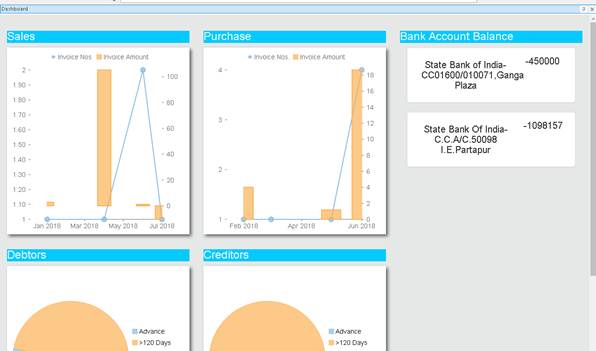 Dashboard
Sales
Purchase
Bank Account Balance
Invoice Nos Invoice Amount
2
1.90
1.80
1.70
1.60
1.50
1.40
1.30
1.20
1.10
1
100
80
60
40
20
0
Jan 2018 Mar 2018 May 2018 Jul 2018
Invoice Nos Invoice Amount
4
3
2
1
18
16
14
12
10
8
6
4
2
0
Feb 2018 Apr 2018 Jun 2018
State Bank of India-
CC01600/010071,Ganga
Plaza
-450000
State Bank Of India-
C.C.A/C.50098
I.E.Partapur
-1098157
Debtors
Creditors
Advance
>120 Days
Advance
>120 Days